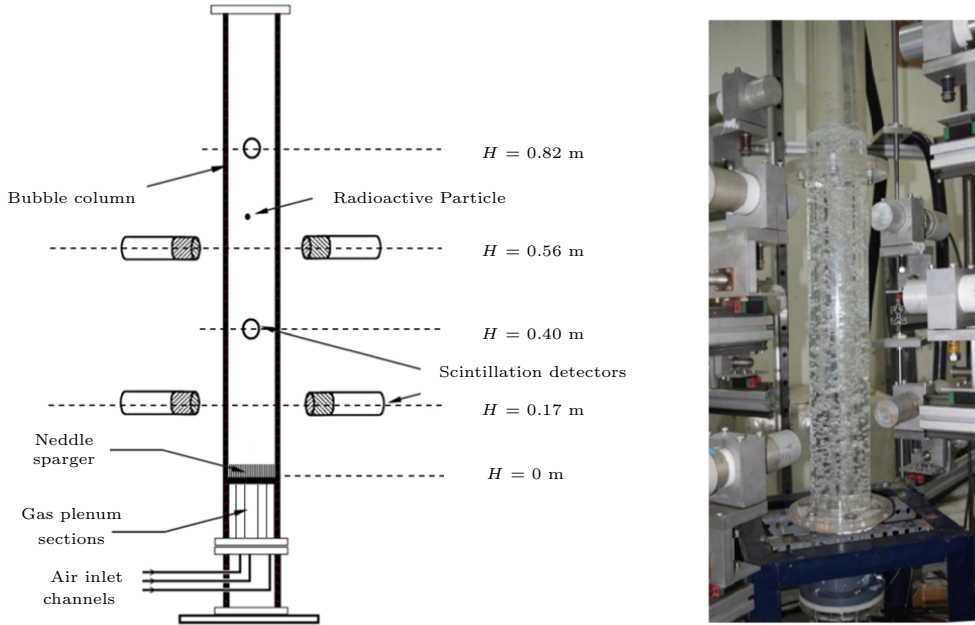 H = 0.82 m
Bubble column
Radioactive Particle
H = 0.56 m
H = 0.40 m
Scintillation detectors
H = 0.17 m
Neddle
sparger
H = 0 m
Gas plenum
sections
Air inlet
channels